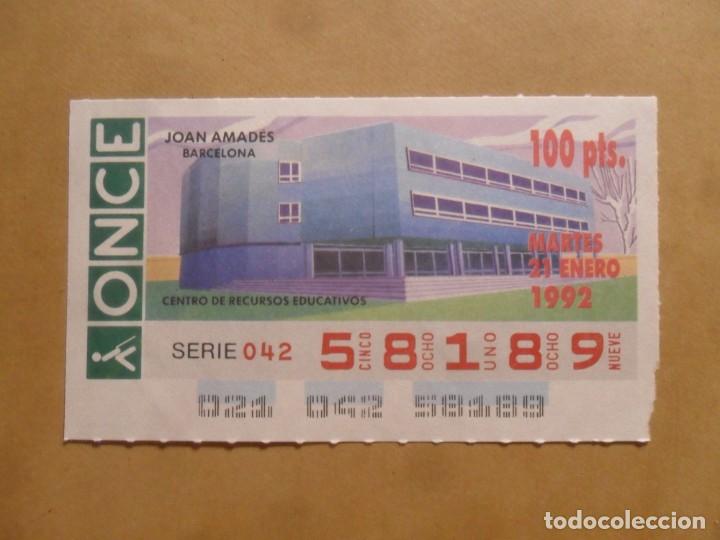 ONCE
JOAN AMADES
BARCELONA
100 pts.
MARTES
21 ENERO
1992
CENTRO DE RECURSOS EDUCATIVOS
SERIE 042
5 CINCO 8 OCHO 1 UNO 8 OCHO 9 NUEVE
021 042 58189
todocoleccion.net